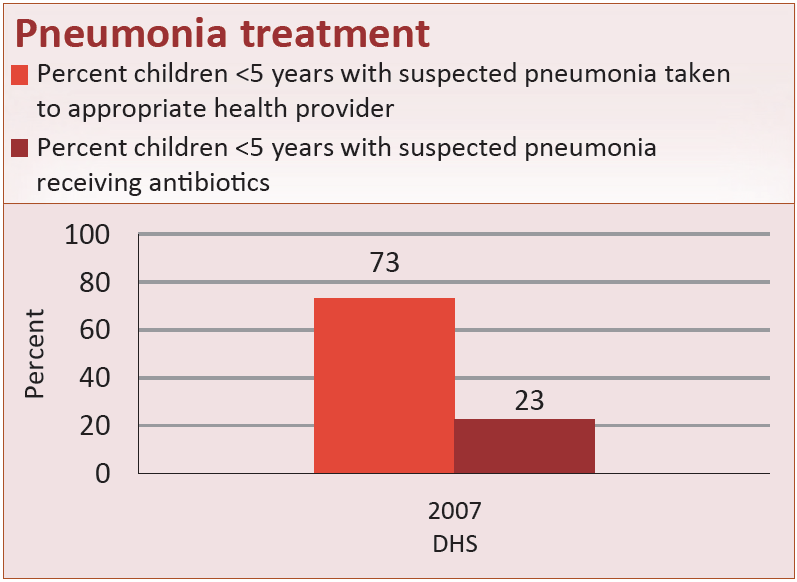 Pneumonia treatment
Percent children <5 years with suspected pneumonia taken
to appropriate health provider
Percent children <5 years with suspected pneumonia
receiving antibiotics
100
80
60
40
20
0
Percent
73
23
2007
DHS